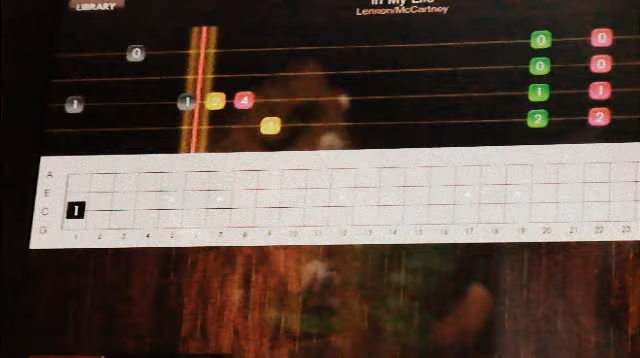 LIBRARY
In My Life
Lennon/McCartney
0 0 0
0 0
1 1 4 1 1
2 2
A
E
C 1
G
1 2 3 4 5 6 7 8 9 10 11 12 13 14 15 16 17 18 19 20 21 22 23